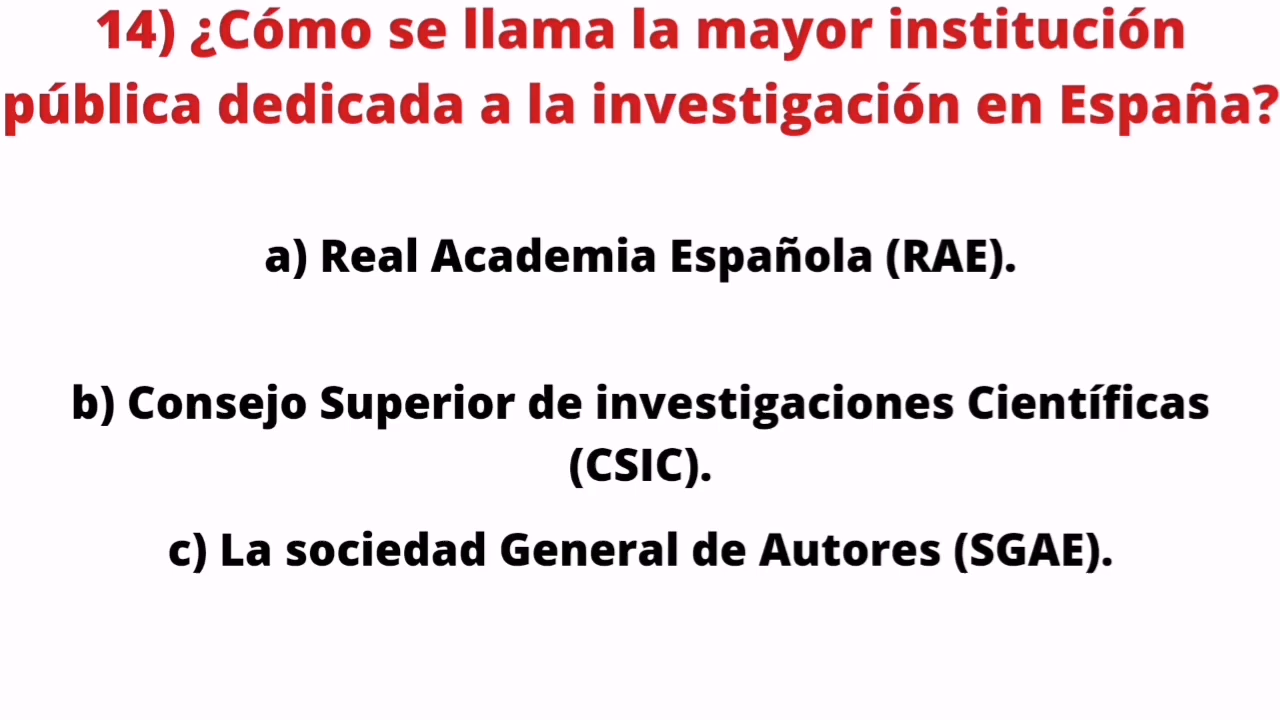 14) ¿Cómo se llama la mayor institución
pública dedicada a la investigación en España?
a) Real Academia Española (RAE).
b) Consejo Superior de investigaciones Científicas
(CSIC).
c) La sociedad General de Autores (SGAE).